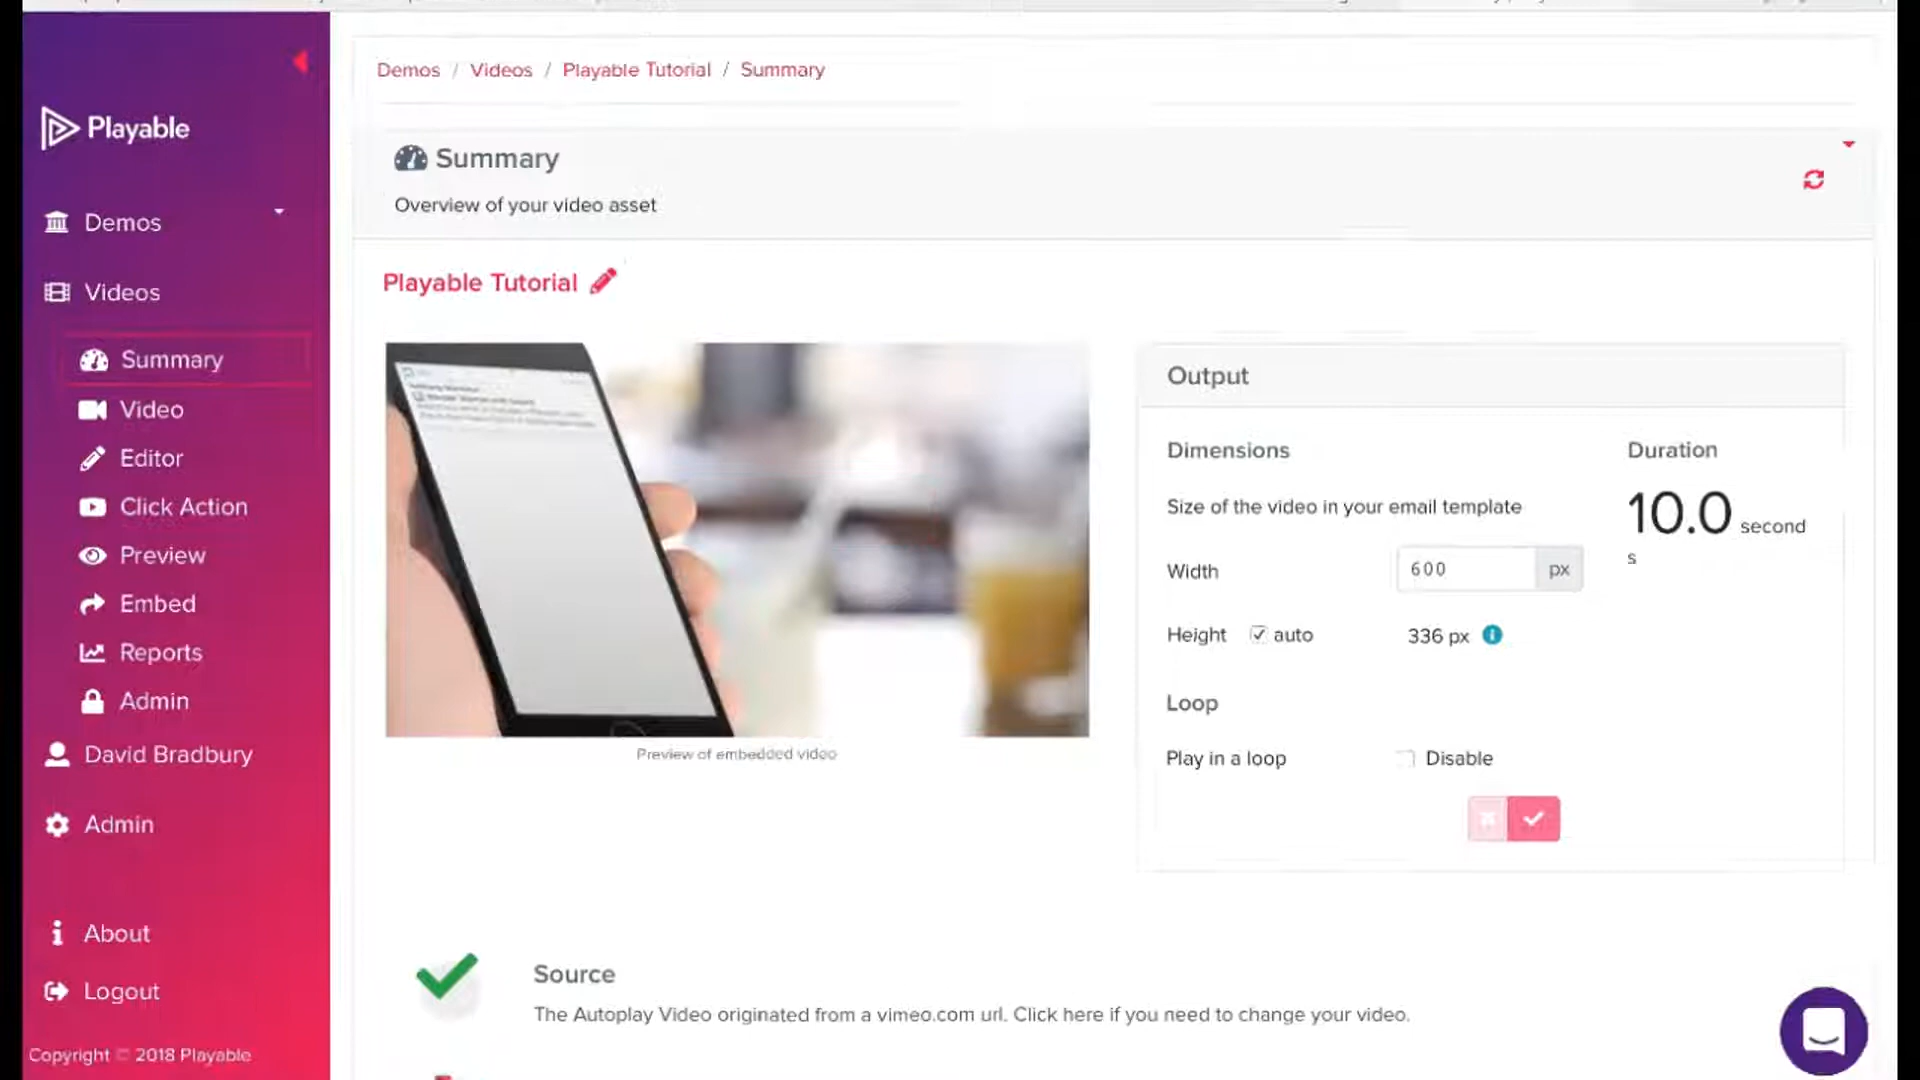 Playable
Demos
Videos
Summary
Video
Editor
Click Action
Preview
Embed
Reports
Admin
David Bradbury
Admin
About
Logout
Copyright © 2018 Playable
Demos / Videos / Playable Tutorial / Summary
Summary
Overview of your video asset
Playable Tutorial
Preview of embedded video
Output
Dimensions
Size of the video in your email template
Width 600 px
Height auto 336 px
Loop
Play in a loop Disable
Duration
10.0 second
s
Source
The Autoplay Video originated from a vimeo.com url. Click here if you need to change your video.